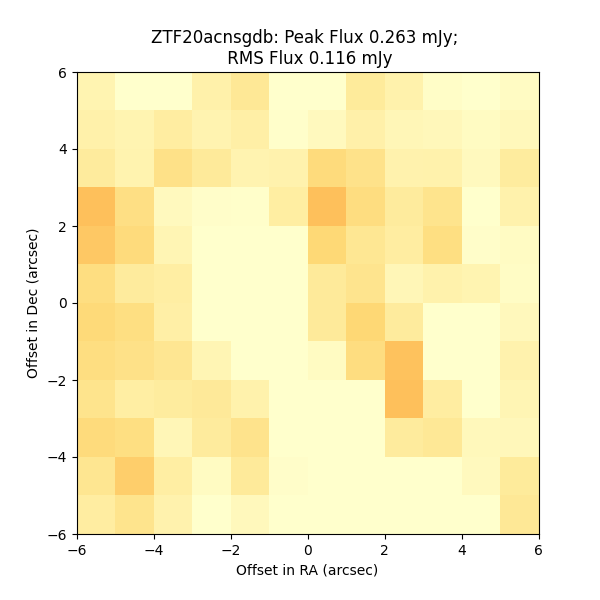 ZTF20acnsgdb: Peak Flux 0.263 mJy;
RMS Flux 0.116 mJy
6
4
2
0
−2
−4
−6
Offset in Dec (arcsec)
−6 −4 −2 0 2 4 6
Offset in RA (arcsec)